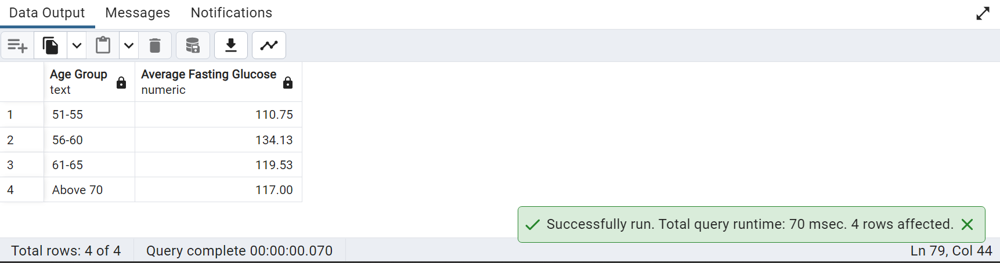 Data Output Messages Notifications
Age Group Average Fasting Glucose
text numeric
1 51-55 110.75
2 56-60 134.13
3 61-65 119.53
4 Above 70 117.00
Successfully run. Total query runtime: 70 msec. 4 rows affected.
Total rows: 4 of 4 Query complete 00:00:00.070 Ln 79, Col 44